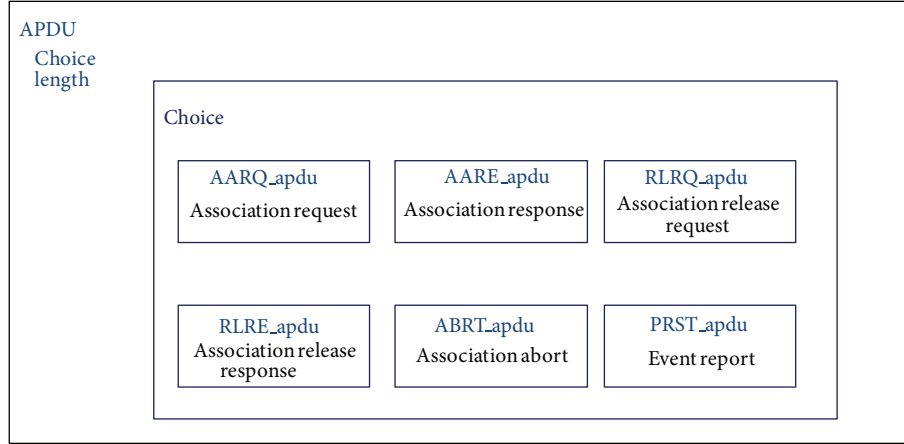 APDU
Choice
length
Choice
AARQ_apdu
Association request
AARE_apdu
Association response
RLRQ_apdu
Association release
request
RLRE_apdu
Association release
response
ABRT_apdu
Association abort
PRST_apdu
Event report